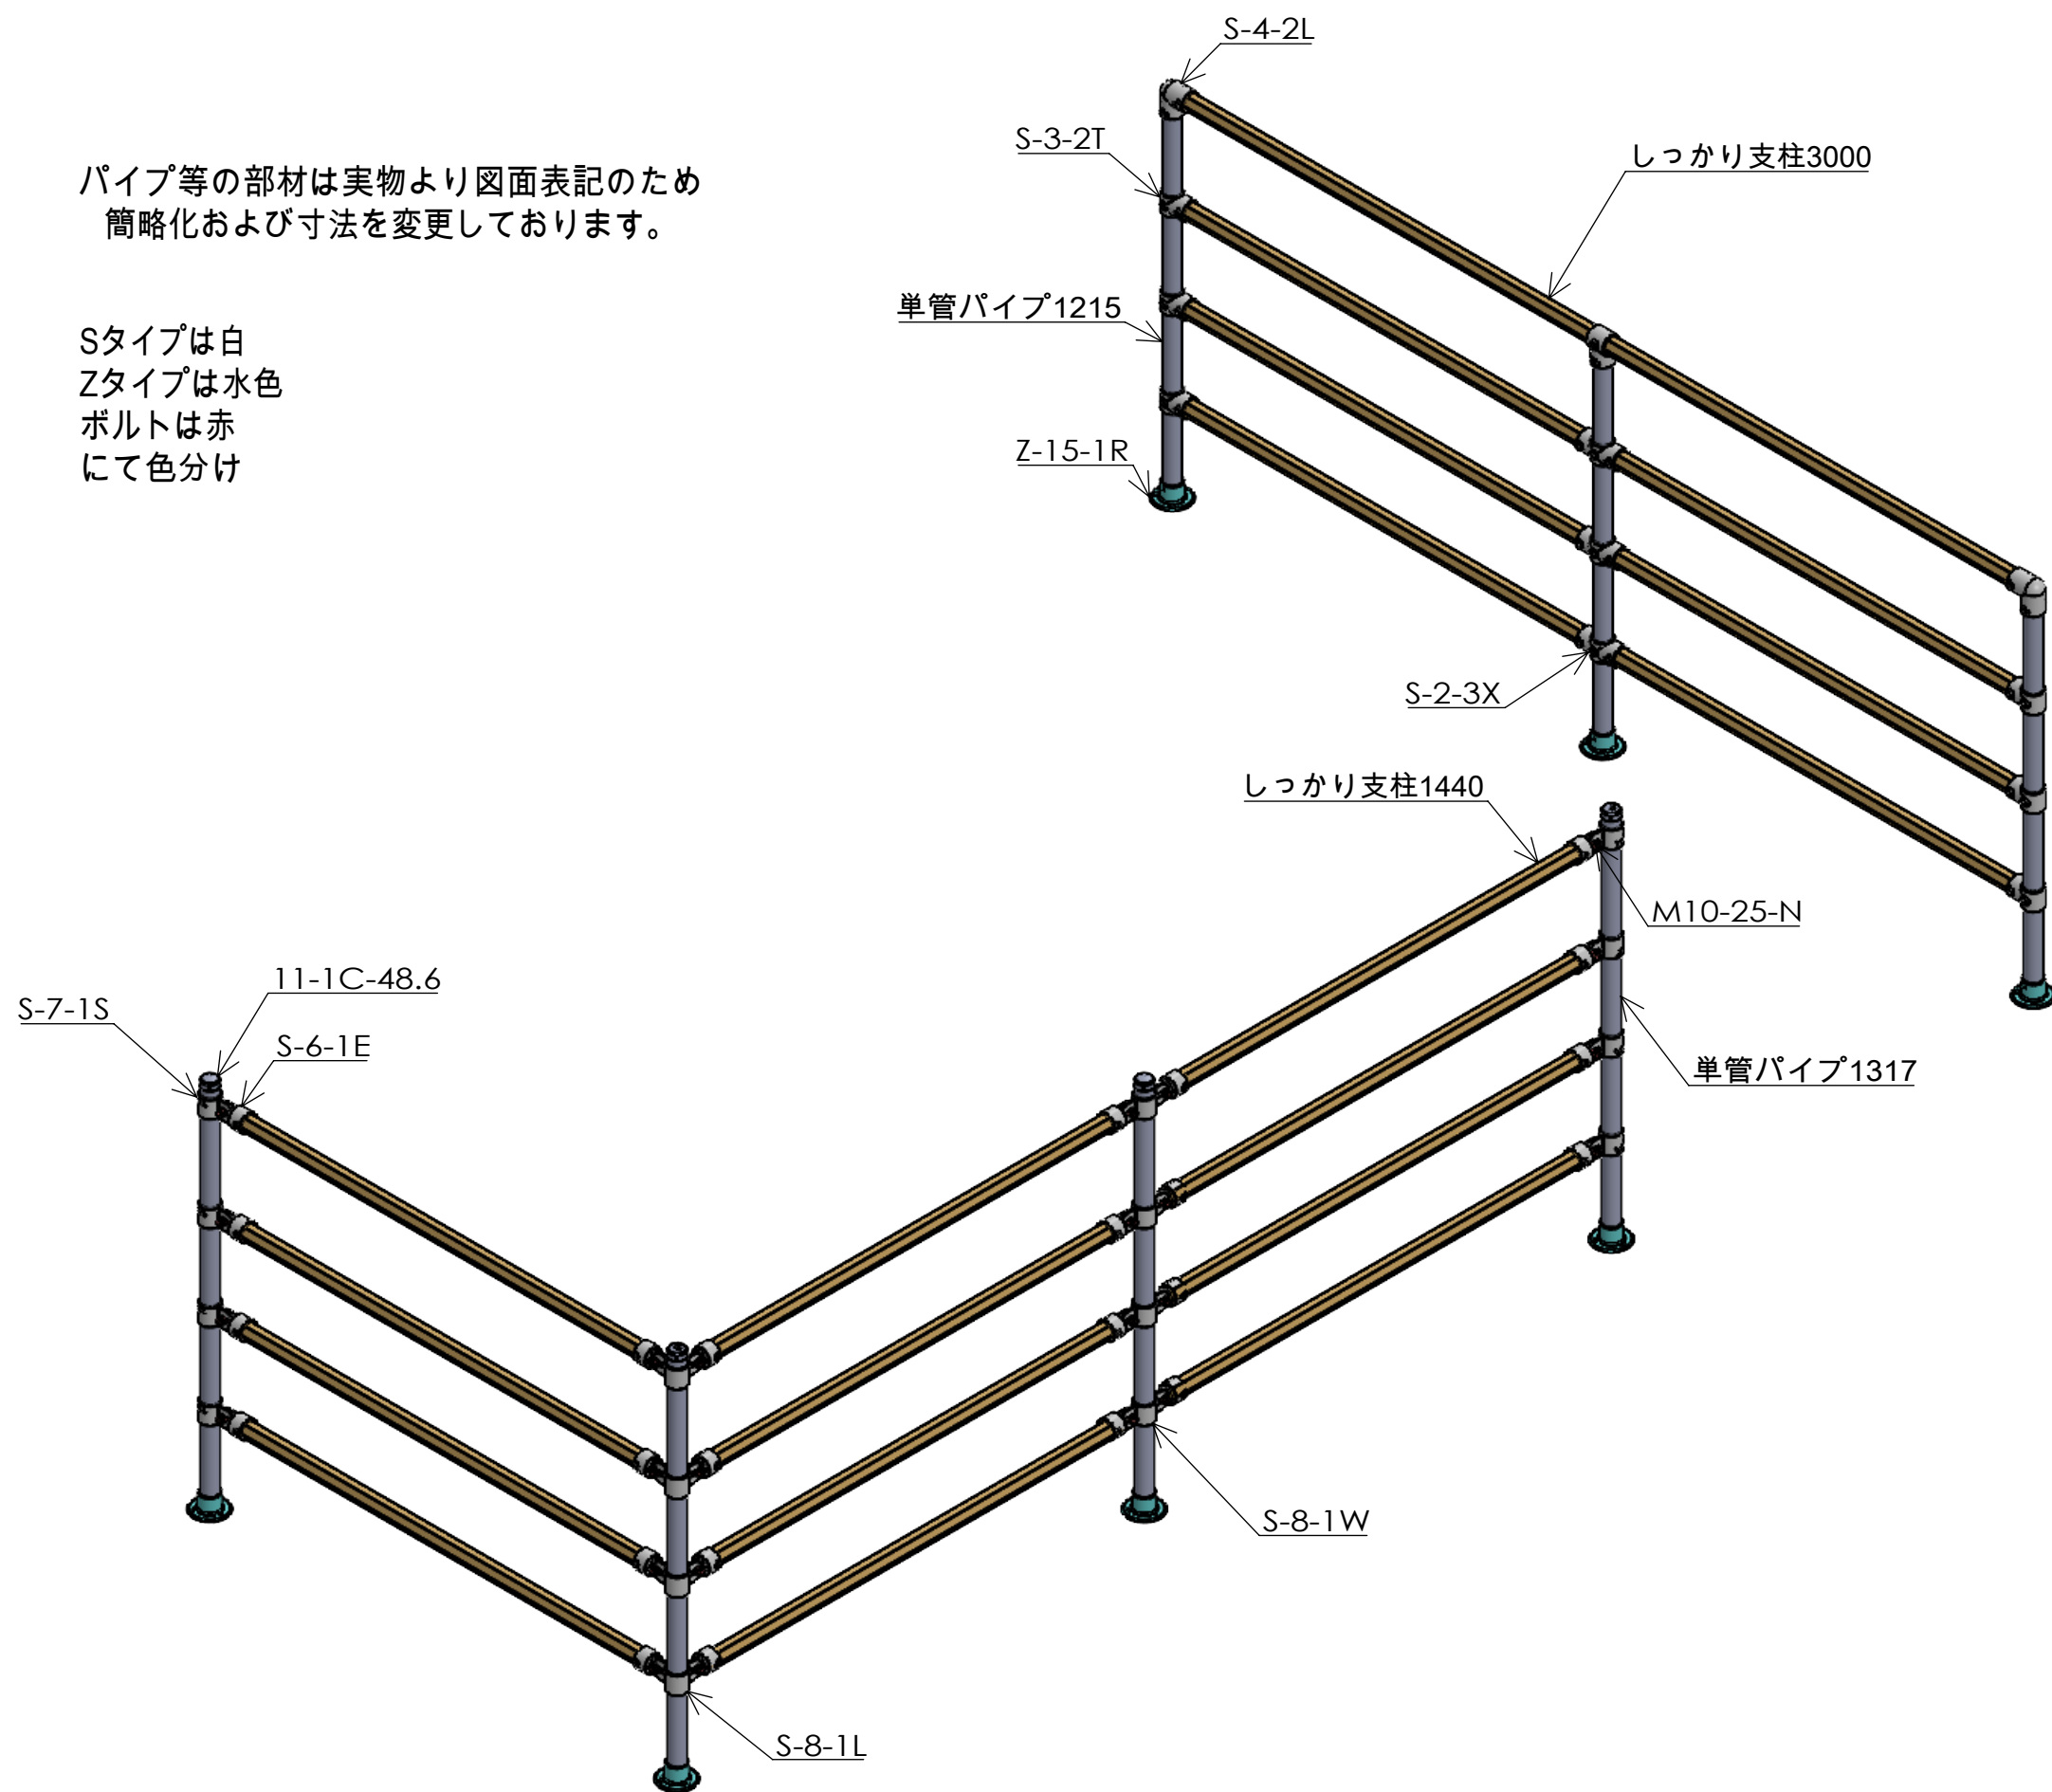 S-4-2L
S-3-2T
しっかり支柱3000
パイプ等の部材は実物より図面表記のため
簡略化および寸法を変更しております。
単管パイプ1215
Sタイプは白
Zタイプは水色
ボルトは赤
にて色分け
Z-15-1R
S-2-3X
しっかり支柱1440
M10-25-N
11-1C-48.6
S-7-1S
S-6-1E
単管パイプ1317
S-8-1W
S-8-1L